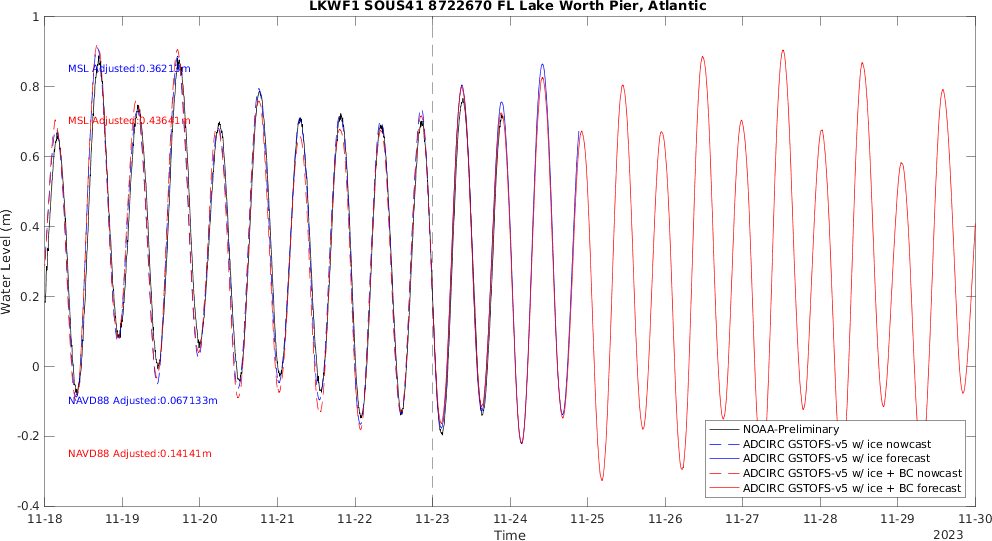 LKWF1 SOUS41 8722670 FL Lake Worth Pier, Atlantic
1
0.8
0.6
0.4
0.2
0
-0.2
-0.4
Water Level (m)
MSL Adjusted:0.36213m
MSL Adjusted:0.43641m
NAVD88 Adjusted:0.067133m
NAVD88 Adjusted:0.14141m
NOAA-Preliminary
ADCIRC GSTOFS-v5 w/ ice nowcast
ADCIRC GSTOFS-v5 w/ ice forecast
ADCIRC GSTOFS-v5 w/ ice + BC nowcast
ADCIRC GSTOFS-v5 w/ ice + BC forecast
11-18 11-19 11-20 11-21 11-22 11-23 11-24 11-25 11-26 11-27 11-28 11-29 11-30
Time
2023